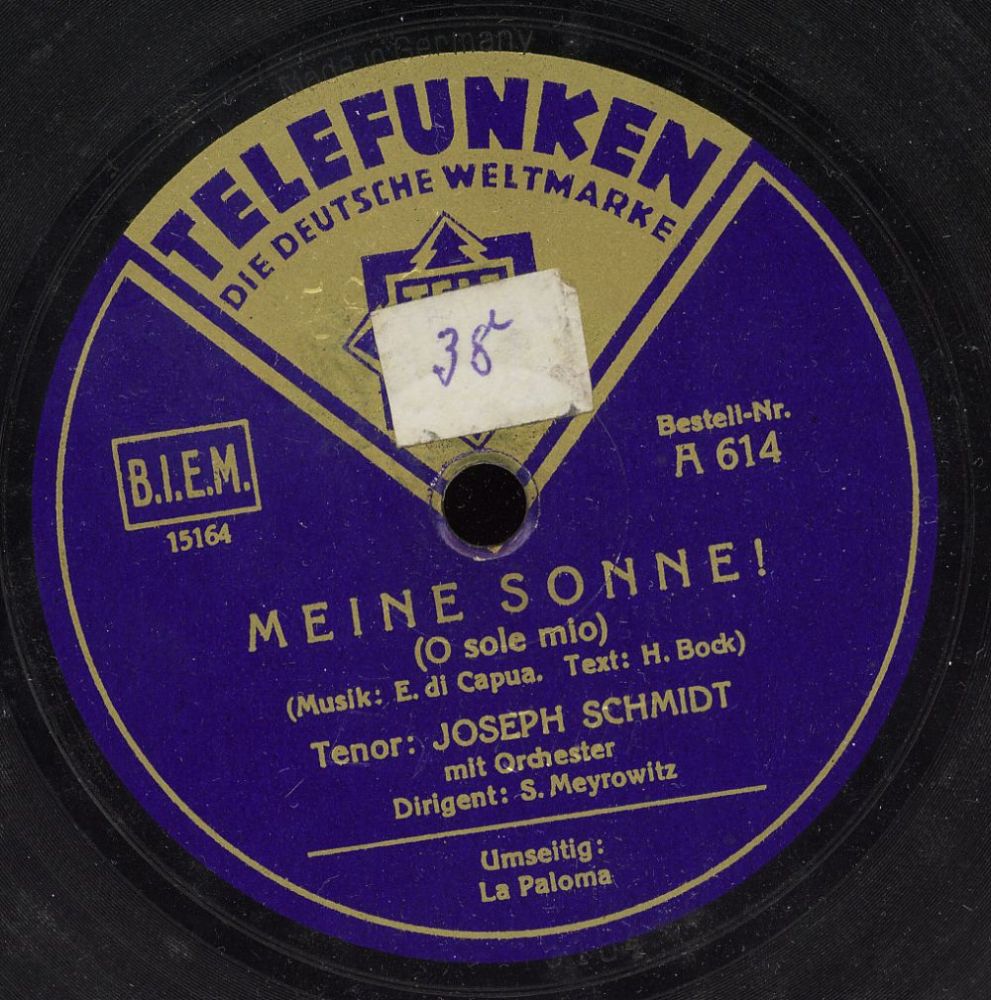 Made in Germany
TELEFUNKEN
DIE DEUTSCHE WELTMARKE
TELE
38
B.I.E.M.
15164
Bestell-Nr.
A 614
MEINE SONNE!
(O sole mio)
(Musik: E. di Capua. Text: H. Bock)
Tenor: JOSEPH SCHMIDT
mit Orchester
Dirigent: S. Meyrowitz
Umseitig:
La Paloma